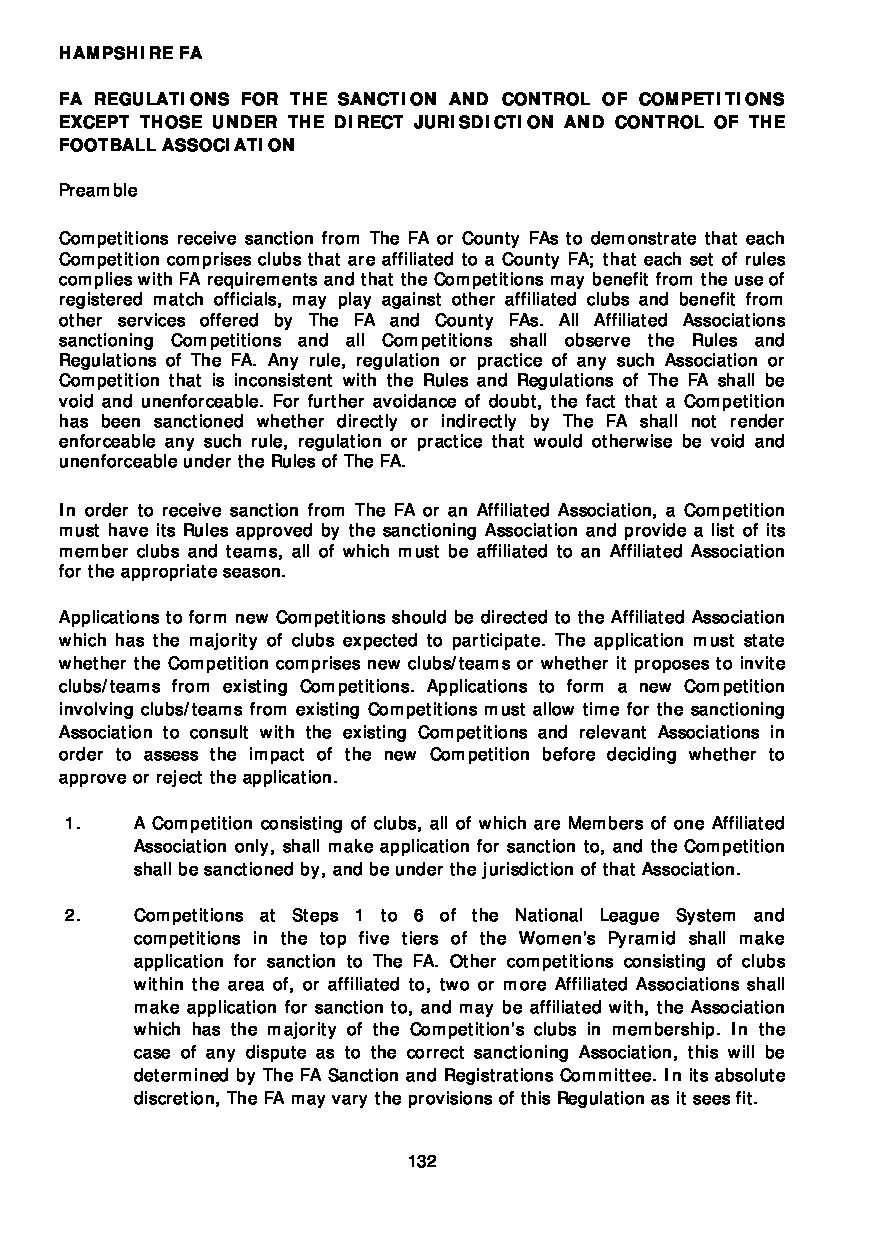 HAMPSHIRE FA
FA REGULATIONS FOR THE SANCTION AND CONTROL OF COMPETITIONS
EXCEPT THOSE UNDER THE DIRECT JURISDICTION AND CONTROL OF THE
FOOTBALL ASSOCIATION
Preamble
Competitions receive sanction from The FA or County FAs to demonstrate that each
Competition comprises clubs that are affiliated to a County FA; that each set of rules
complies with FA requirements and that the Competitions may benefit from the use of
registered match officials, may play against other affiliated clubs and benefit from
other services offered by The FA and County FAs. All Affiliated Associations
sanctioning Competitions and all Competitions shall observe the Rules and
Regulations of The FA. Any rule, regulation or practice of any such Association or
Competition that is inconsistent with the Rules and Regulations of The FA shall be
void and unenforceable. For further avoidance of doubt, the fact that a Competition
has been sanctioned whether directly or indirectly by The FA shall not render
enforceable any such rule, regulation or practice that would otherwise be void and
unenforceable under the Rules of The FA.
In order to receive sanction from The FA or an Affiliated Association, a Competition
must have its Rules approved by the sanctioning Association and provide a list of its
member clubs and teams, all of which must be affiliated to an Affiliated Association
for the appropriate season.
Applications to form new Competitions should be directed to the Affiliated Association
which has the majority of clubs expected to participate. The application must state
whether the Competition comprises new clubs/teams or whether it proposes to invite
clubs/teams from existing Competitions. Applications to form a new Competition
involving clubs/teams from existing Competitions must allow time for the sanctioning
Association to consult with the existing Competitions and relevant Associations in
order to assess the impact of the new Competition before deciding whether to
approve or reject the application.
1. A Competition consisting of clubs, all of which are Members of one Affiliated
Association only, shall make application for sanction to, and the Competition
shall be sanctioned by, and be under the jurisdiction of that Association.
2. Competitions at Steps 1 to 6 of the National League System and
competitions in the top five tiers of the Women's Pyramid shall make
application for sanction to The FA. Other competitions consisting of clubs
within the area of, or affiliated to, two or more Affiliated Associations shall
make application for sanction to, and may be affiliated with, the Association
which has the majority of the Competition's clubs in membership. In the
case of any dispute as to the correct sanctioning Association, this will be
determined by The FA Sanction and Registrations Committee. In its absolute
discretion, The FA may vary the provisions of this Regulation as it sees fit.
132